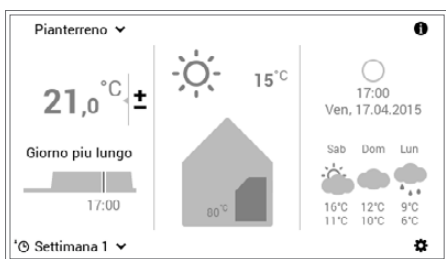 Pianterreno
21,0 °C ±
Giorno piu lungo
17:00
Settimana 1
15°C
80°C
17:00
Ven, 17.04.2015
Sab Dom Lun
16°C 12°C 9°C
11°C 10°C 6°C